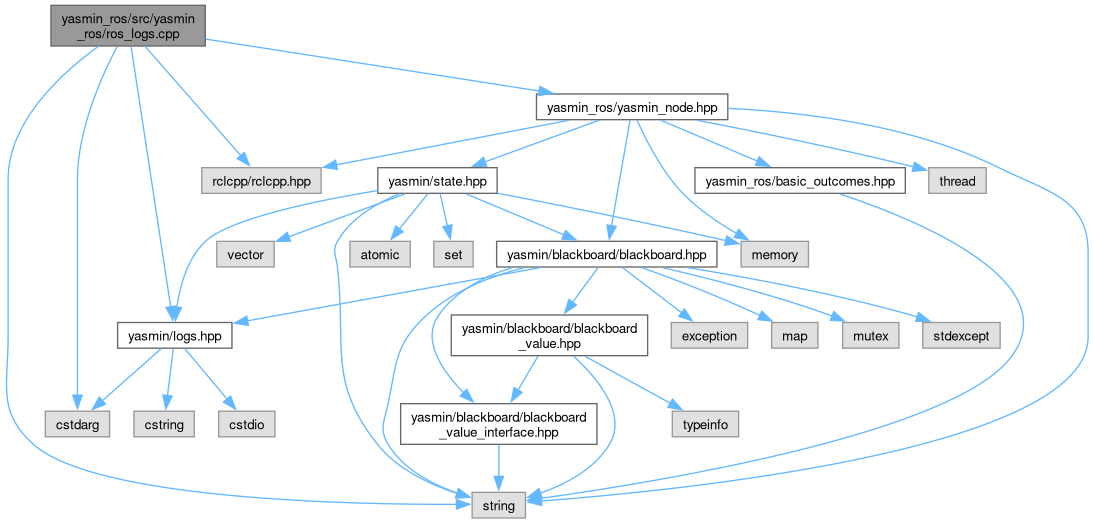 yasmin_ros/src/yasmin
_ros/ros_logs.cpp
yasmin_ros/yasmin_node.hpp
rclcpp/rclcpp.hpp
yasmin/state.hpp
yasmin_ros/basic_outcomes.hpp
thread
vector
atomic
set
yasmin/blackboard/blackboard.hpp
memory
yasmin/logs.hpp
yasmin/blackboard/blackboard
_value.hpp
exception
map
mutex
stdexcept
cstdarg
cstring
cstdio
yasmin/blackboard/blackboard
_value_interface.hpp
typeinfo
string